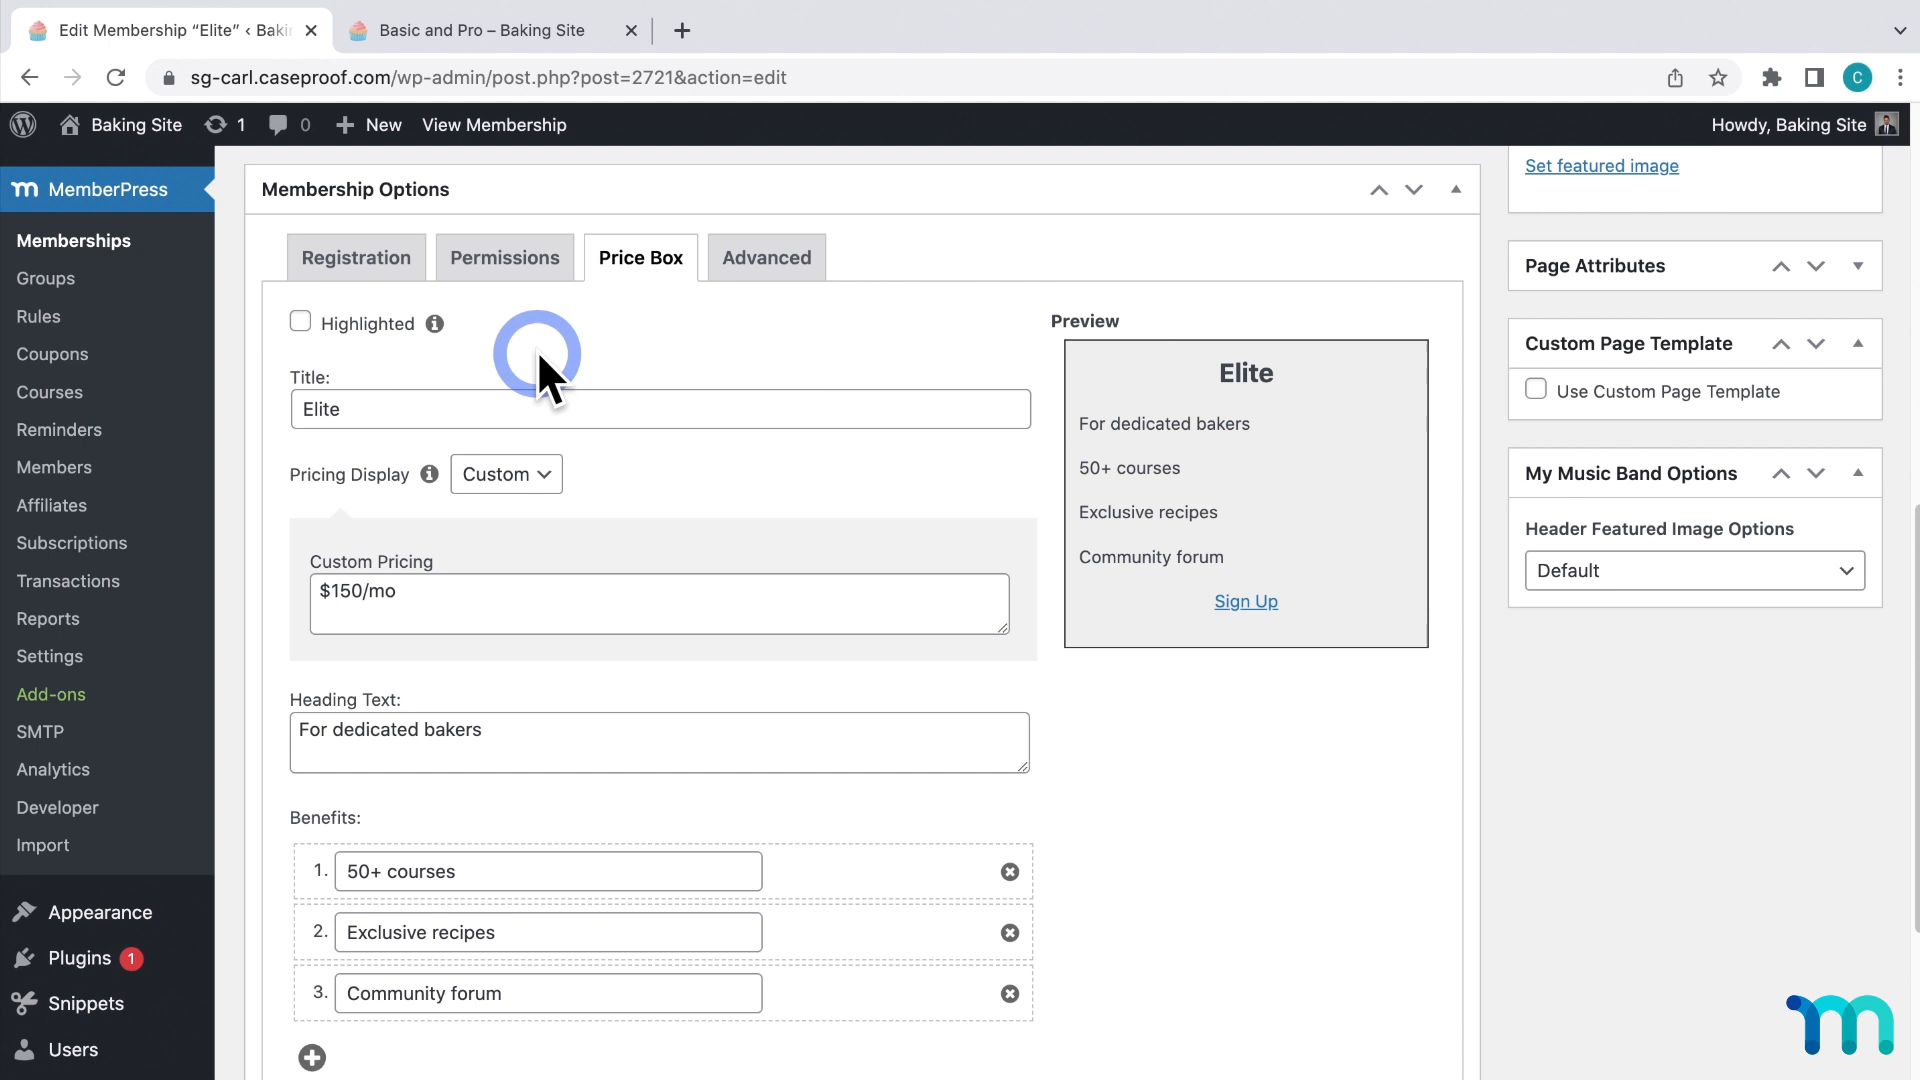 Edit Membership “Elite” ‹ Baki
Basic and Pro – Baking Site
sg-carl.caseproof.com/wp-admin/post.php?post=2721&action=edit
C
Baking Site
1
0
New
View Membership
Howdy, Baking Site
MemberPress
Memberships
Groups
Rules
Coupons
Courses
Reminders
Members
Affiliates
Subscriptions
Transactions
Reports
Settings
Add-ons
SMTP
Analytics
Developer
Import
Appearance
Plugins 1
Snippets
Users
Membership Options
Registration
Permissions
Price Box
Advanced
Highlighted
Title:
Elite
Pricing Display
Custom
Custom Pricing
$150/mo
Heading Text:
For dedicated bakers
Benefits:
1. 50+ courses
2. Exclusive recipes
3. Community forum
Preview
Elite
For dedicated bakers
50+ courses
Exclusive recipes
Community forum
Sign Up
Set featured image
Page Attributes
Custom Page Template
Use Custom Page Template
My Music Band Options
Header Featured Image Options
Default